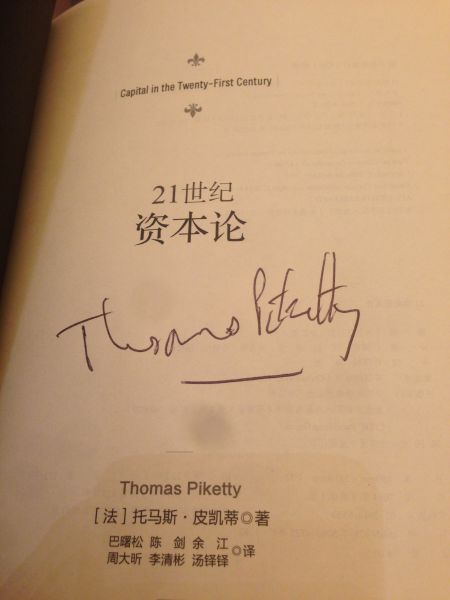 Capital in the Twenty-First Century
21世纪
资本论
Thomas Piketty
Thomas Piketty
[法]托马斯·皮凯蒂◎著
巴曙松 陈 剑 余 江
周大昕 李清彬 汤铎铎◎译